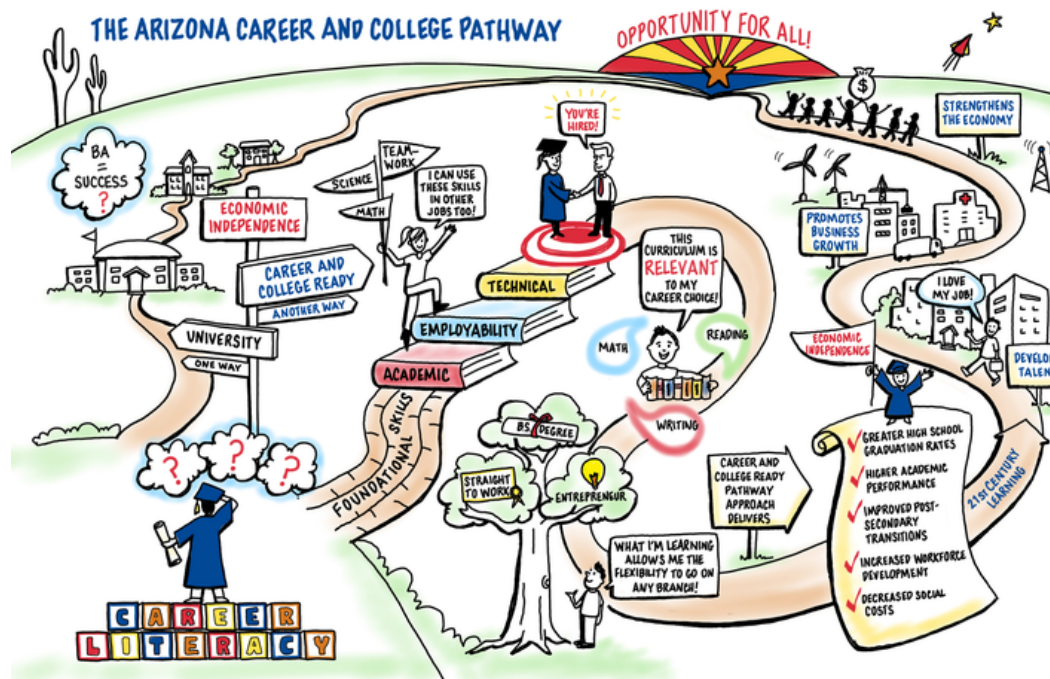 THE ARIZONA CAREER AND COLLEGE PATHWAY
OPPORTUNITY FOR ALL!
BA
=
SUCCESS
?
ECONOMIC
INDEPENDENCE
CAREER AND
COLLEGE READY
ANOTHER WAY
UNIVERSITY
ONE WAY
? ? ?
CAREER
LITERACY
TEAM-
WORK
SCIENCE
MATH
I CAN USE
THESE SKILLS
IN OTHER
JOBS TOO!
YOU'RE
HIRED!
TECHNICAL
EMPLOYABILITY
ACADEMIC
FOUNDATIONAL SKILLS
THIS
CURRICULUM IS
RELEVANT
TO MY
CAREER CHOICE!
MATH
READING
WRITING
B.S. DEGREE
STRAIGHT
TO WORK
ENTREPRENEUR
WHAT I'M LEARNING
ALLOWS ME THE
FLEXIBILITY TO GO ON
ANY BRANCH!
CAREER AND
COLLEGE READY
PATHWAY
APPROACH
DELIVERS
ECONOMIC
INDEPENDENCE
GREATER HIGH SCHOOL
GRADUATION RATES
HIGHER ACADEMIC
PERFORMANCE
IMPROVED POST-
SECONDARY
TRANSITIONS
INCREASED WORKFORCE
DEVELOPMENT
DECREASED SOCIAL
COSTS
21ST CENTURY
LEARNING
I LOVE
MY JOB!
DEVELO
TALEN
PROMOTES
BUSINESS
GROWTH
$
STRENGTHENS
THE ECONOMY